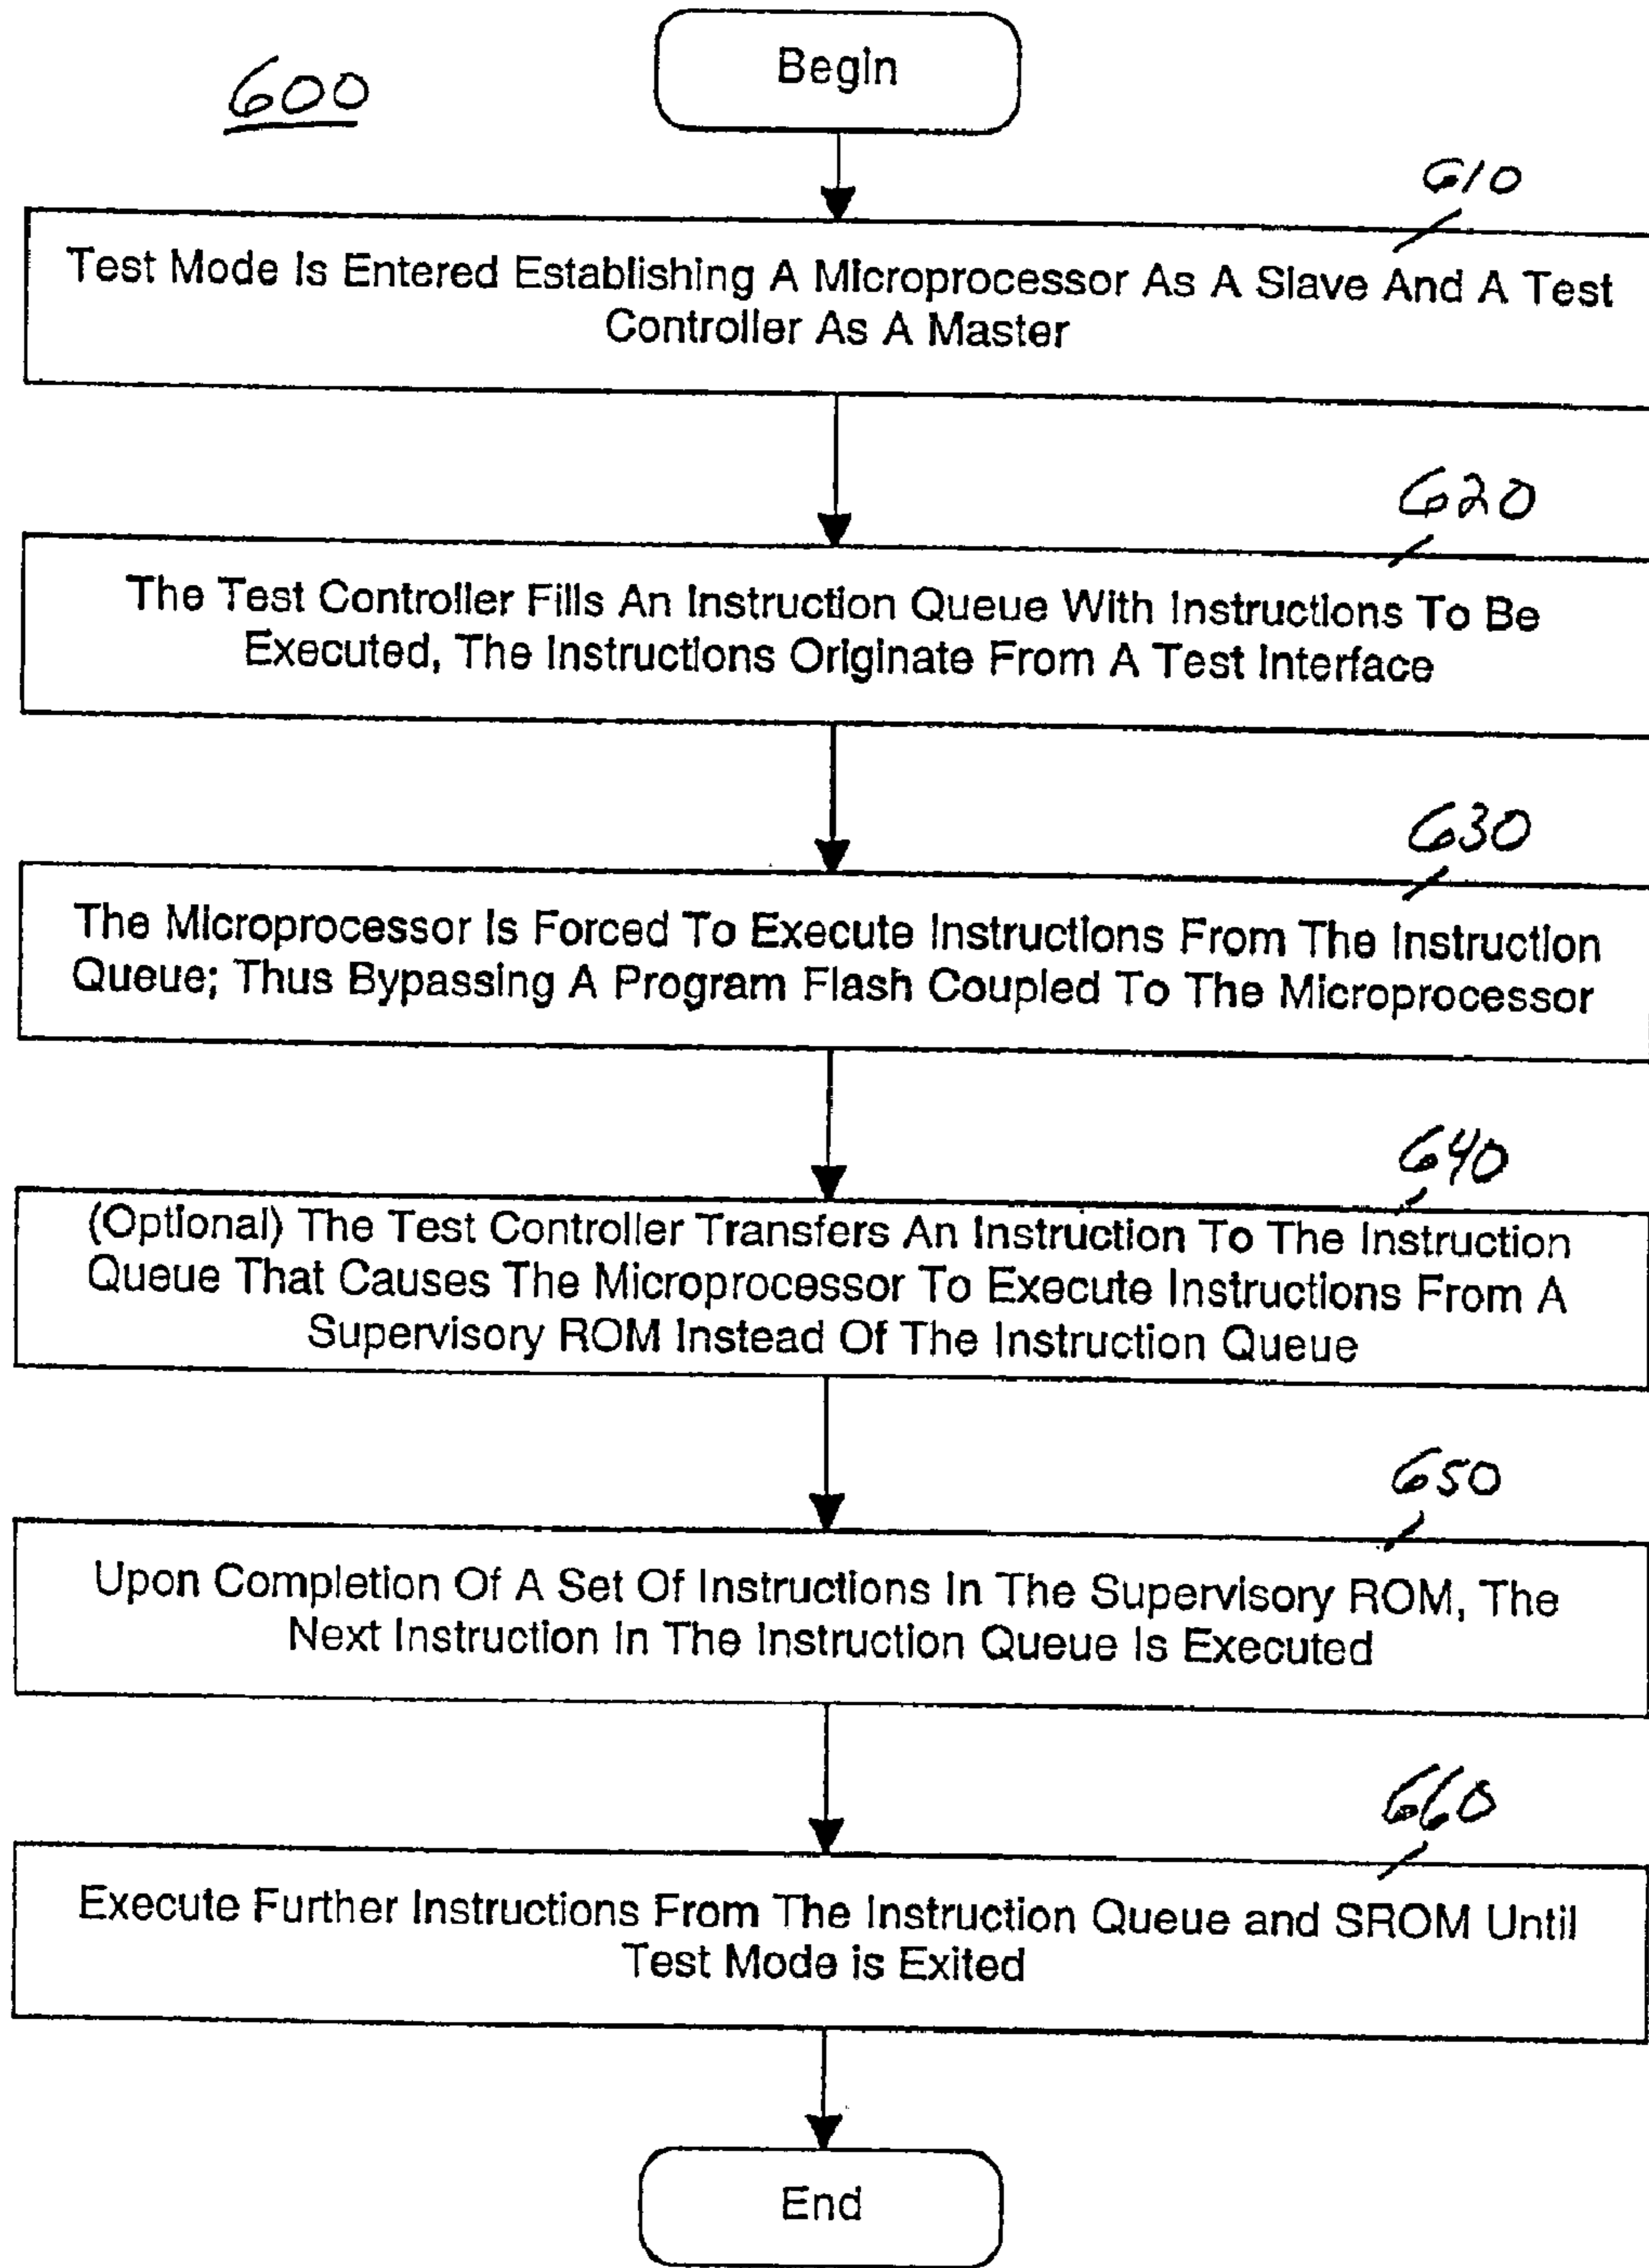 600
Begin
610
Test Mode Is Entered Establishing A Microprocessor As A Slave And A Test
Controller As A Master
620
The Test Controller Fills An Instruction Queue With Instructions To Be
Executed, The Instructions Originate From A Test Interface
630
The Microprocessor Is Forced To Execute Instructions From The Instruction
Queue; Thus Bypassing A Program Flash Coupled To The Microprocessor
640
(Optional) The Test Controller Transfers An Instruction To The Instruction
Queue That Causes The Microprocessor To Execute Instructions From A
Supervisory ROM Instead Of The Instruction Queue
650
Upon Completion Of A Set Of Instructions In The Supervisory ROM, The
Next Instruction In The Instruction Queue Is Executed
660
Execute Further Instructions From The Instruction Queue and SROM Until
Test Mode is Exited
End